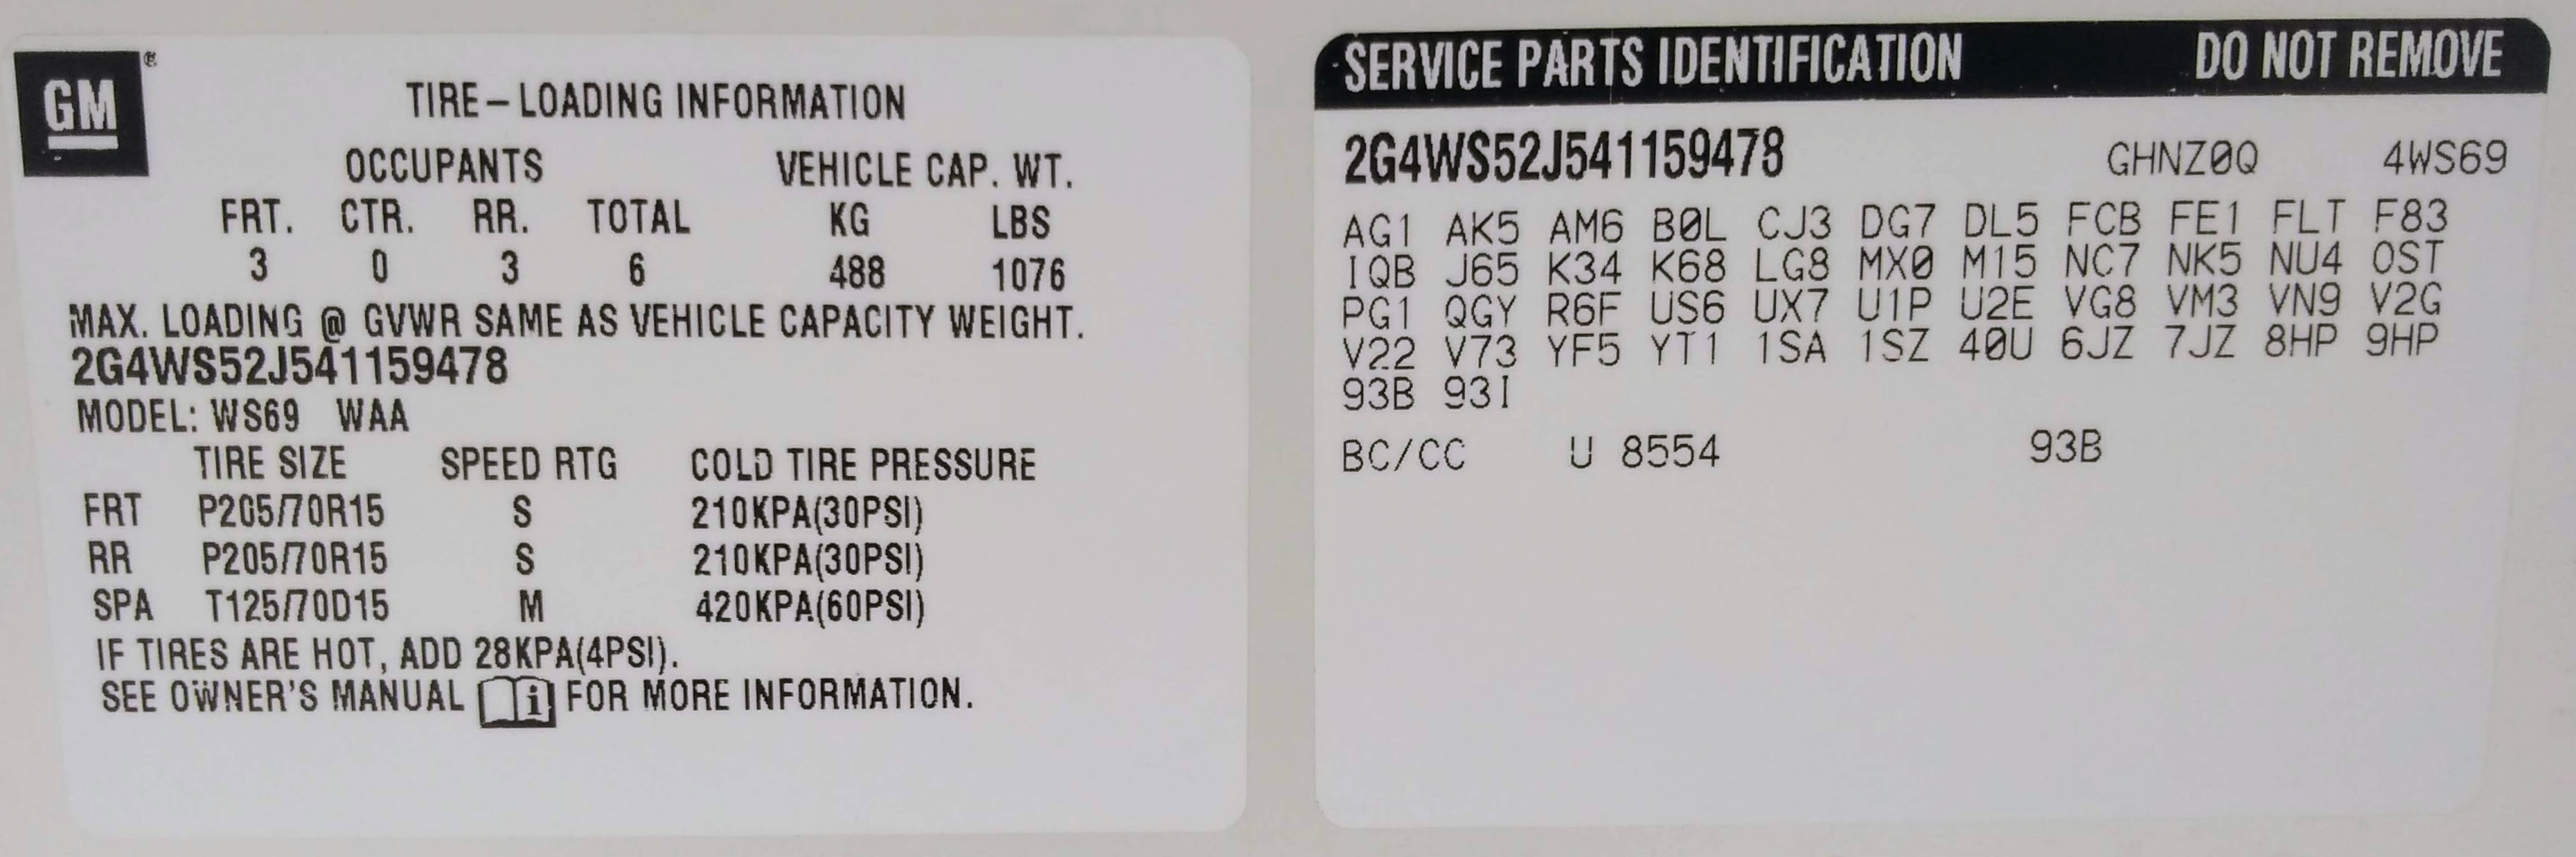 GM®
TIRE–LOADING INFORMATION
OCCUPANTS VEHICLE CAP. WT.
FRT. CTR. RR. TOTAL KG LBS
3 0 3 6 488 1076
MAX. LOADING @ GVWR SAME AS VEHICLE CAPACITY WEIGHT.
2G4WS52J541159478
MODEL: WS69 WAA
TIRE SIZE SPEED RTG COLD TIRE PRESSURE
FRT P205/70R15 S 210KPA(30PSI)
RR P205/70R15 S 210KPA(30PSI)
SPA T125/70D15 M 420KPA(60PSI)
IF TIRES ARE HOT, ADD 28KPA(4PSI).
SEE OWNER'S MANUAL i FOR MORE INFORMATION.
SERVICE PARTS IDENTIFICATION DO NOT REMOVE
2G4WS52J541159478 GHNZ0Q 4WS69
AG1 AK5 AM6 B0L CJ3 DG7 DL5 FCB FE1 FLT F83
IQB J65 K34 K68 LG8 MX0 M15 NC7 NK5 NU4 OST
PG1 QGY R6F US6 UX7 U1P U2E VG8 VM3 VN9 V2G
V22 V73 YF5 YT1 1SA 1SZ 40U 6JZ 7JZ 8HP 9HP
93B 93I
BC/CC U 8554 93B